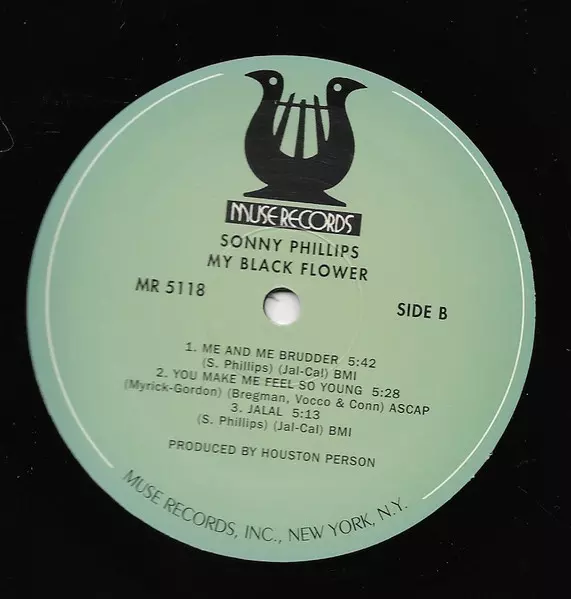 MUSE RECORDS
SONNY PHILLIPS
MY BLACK FLOWER
MR 5118
SIDE B
1. ME AND ME BRUDDER 5:42
(S. Phillips) (Jal-Cal) BMI
2. YOU MAKE ME FEEL SO YOUNG 5:28
(Myrick-Gordon) (Bregman, Vocco & Conn) ASCAP
3. JALAL 5:13
(S. Phillips) (Jal-Cal) BMI
PRODUCED BY HOUSTON PERSON
MUSE RECORDS, INC., NEW YORK, N.Y.